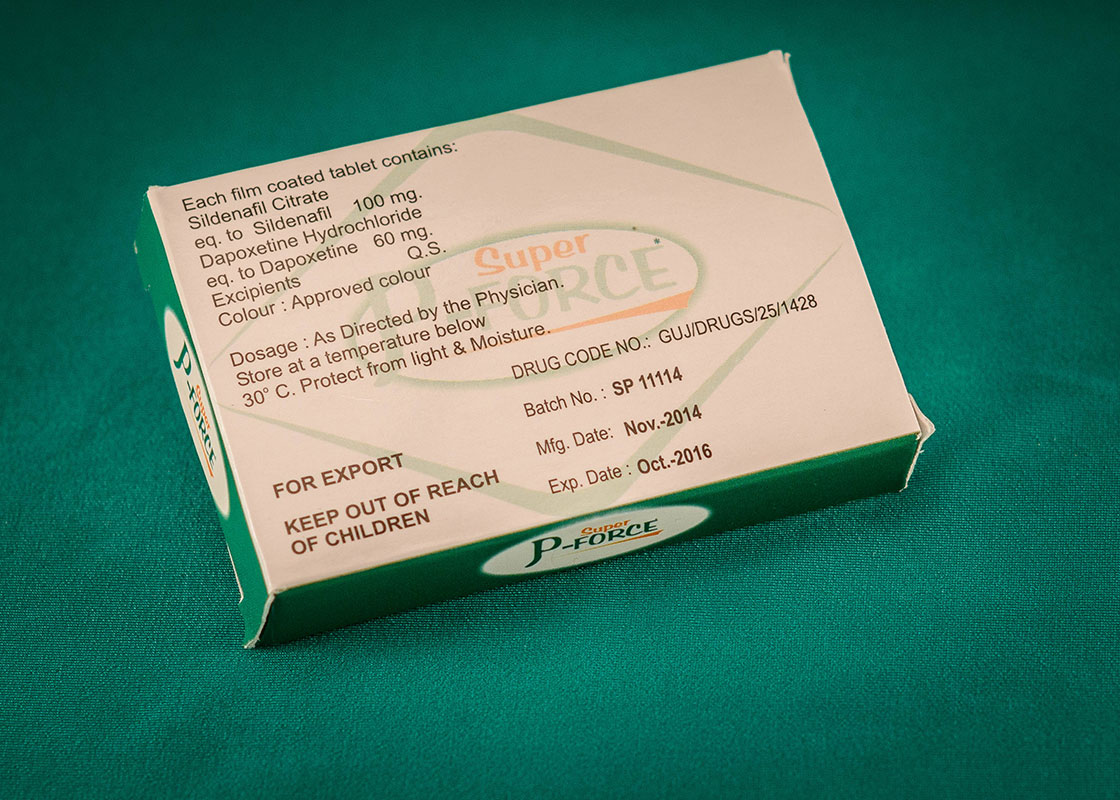 Each film coated tablet contains:
Sildenafil Citrate
eq. to Sildenafil 100 mg.
Dapoxetine Hydrochloride
eq. to Dapoxetine 60 mg.
Excipients Q.S.
Colour : Approved colour
Dosage : As Directed by the Physician.
Store at a temperature below
30° C. Protect from light & Moisture.
Super
P-FORCE
DRUG CODE NO.: GUJ/DRUGS/25/1428
Batch No. : SP 11114
Mfg. Date: Nov.-2014
Exp. Date : Oct.-2016
FOR EXPORT
KEEP OUT OF REACH
OF CHILDREN
Super
P-FORCE
Super
P-FORCE